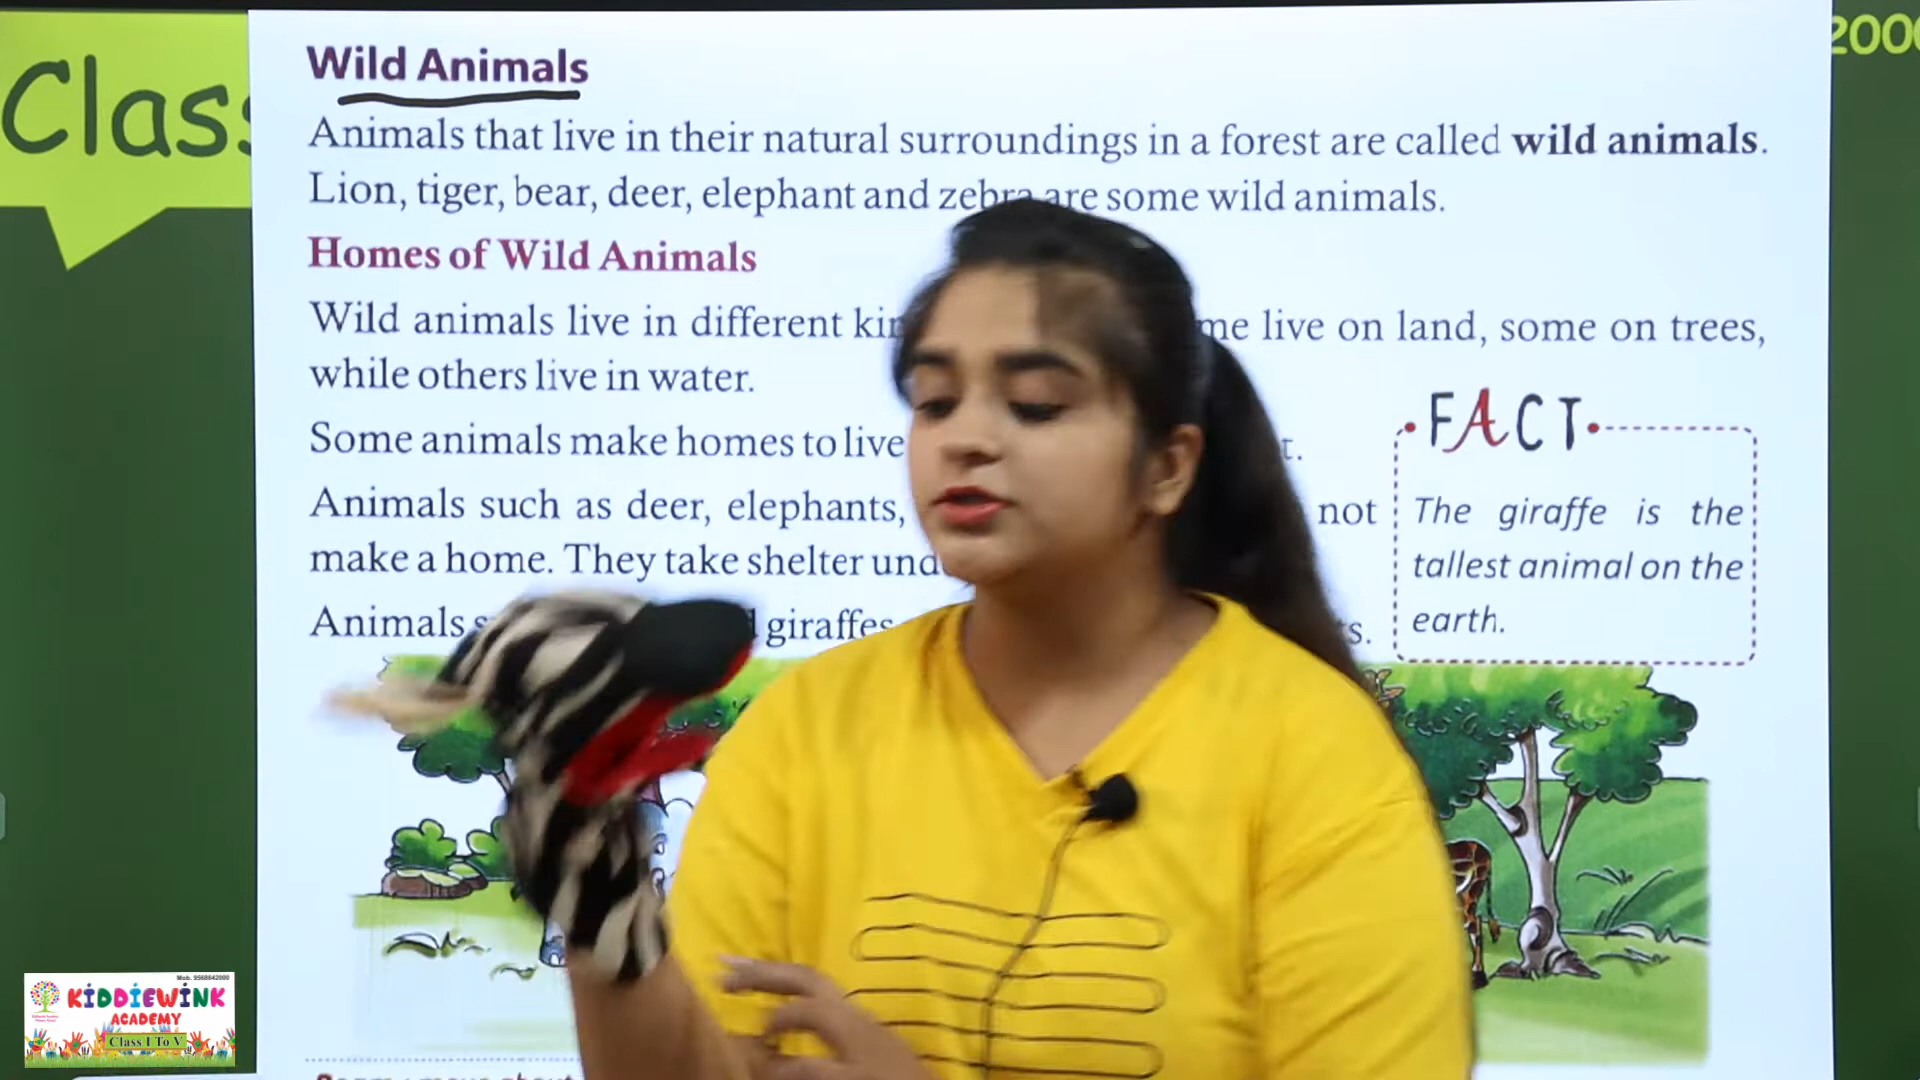 Class
200
Wild Animals
Animals that live in their natural surroundings in a forest are called wild animals.
Lion, tiger, bear, deer, elephant and zebra are some wild animals.
Homes of Wild Animals
Wild animals live in different live on land, some on trees,
while others live in water.
Some animals make homes to live
Animals such as deer, elephants, not
make a home. They take shelter
Animals giraffes
FACT
The giraffe is the
tallest animal on the
earth.
Mob. 9568642000
KIDDIEWINK
ACADEMY
Class I To V